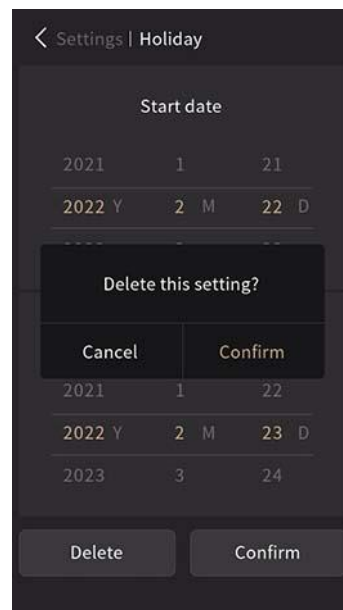 Settings | Holiday
Start date
2021 1 21
2022 Y 2 M 22 D
Delete this setting?
Cancel Confirm
2021 1 22
2022 Y 2 M 23 D
2023 3 24
Delete Confirm